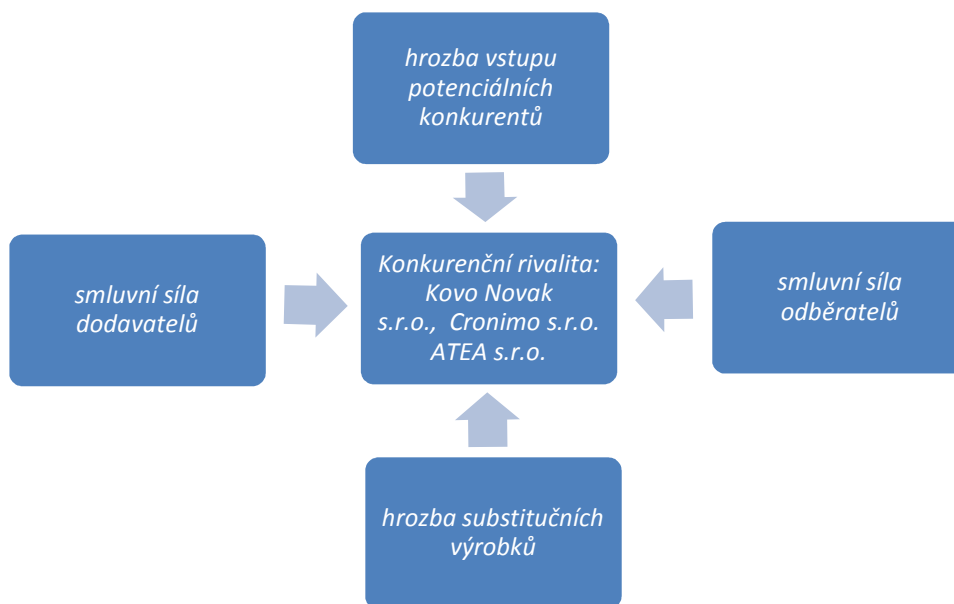 hrozba vstupu
potenciálních
konkurentů
smluvní síla
dodavatelů
Konkurenční rivalita:
Kovo Novak
s.r.o., Cronimo s.r.o.
ATEA s.r.o.
smluvní síla
odběratelů
hrozba substitučních
výrobků